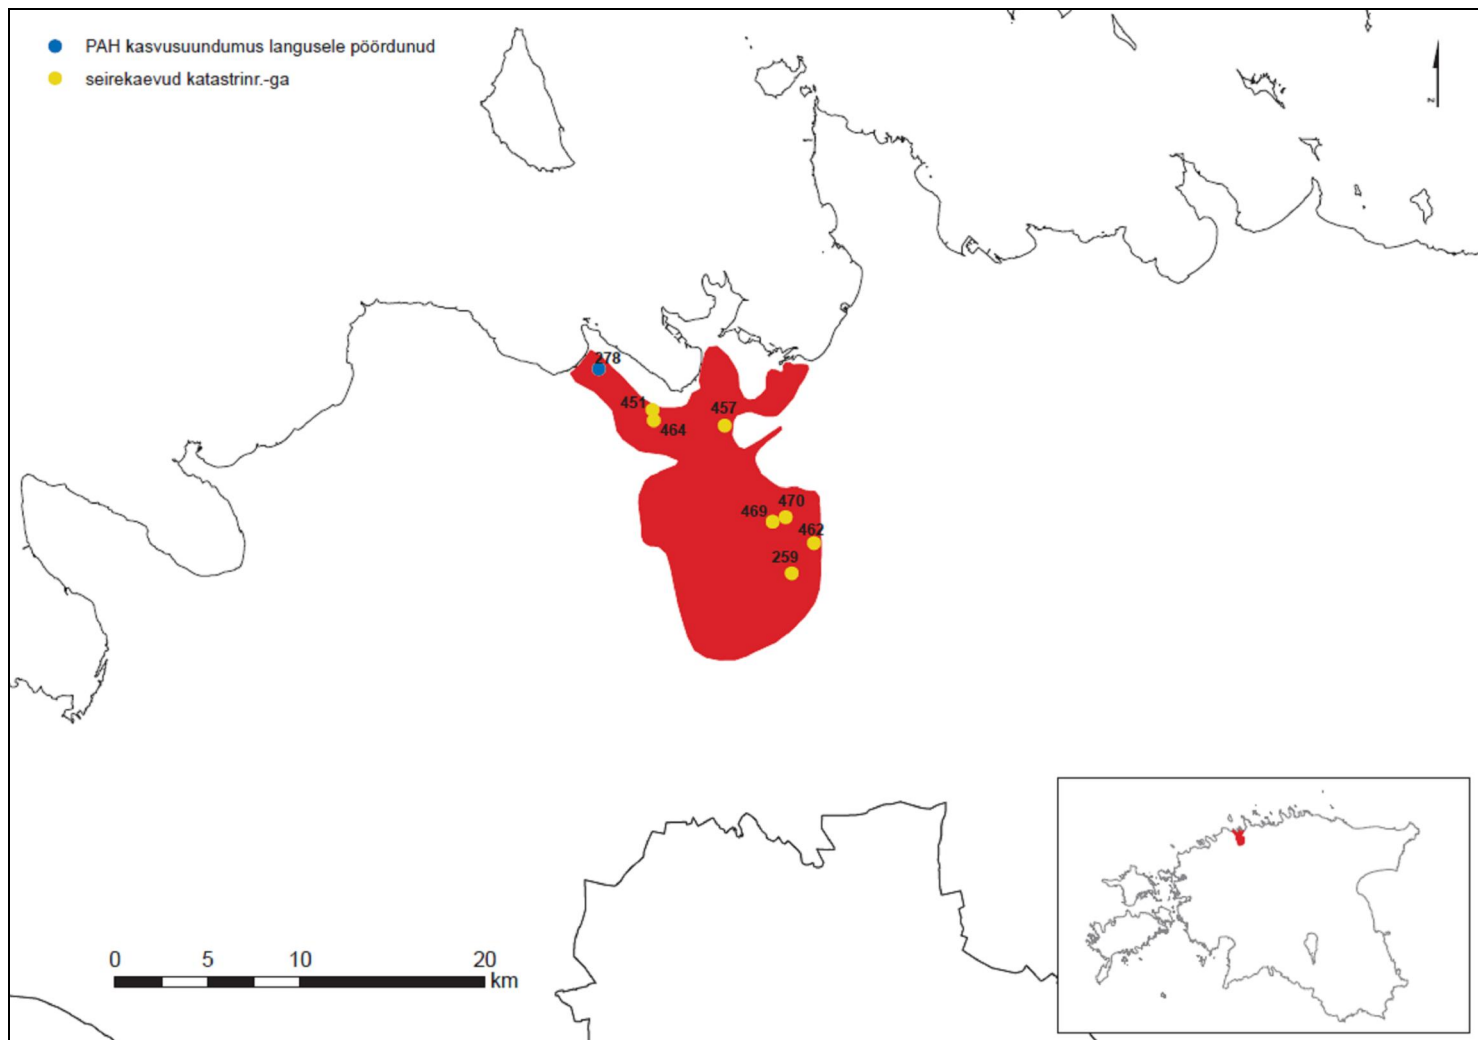 PAH kasvusuundumus langusele pöördunud
seirekaevud katastrinr.-ga
z
278
451
464
457
469
470
462
259
0 5 10 20
km